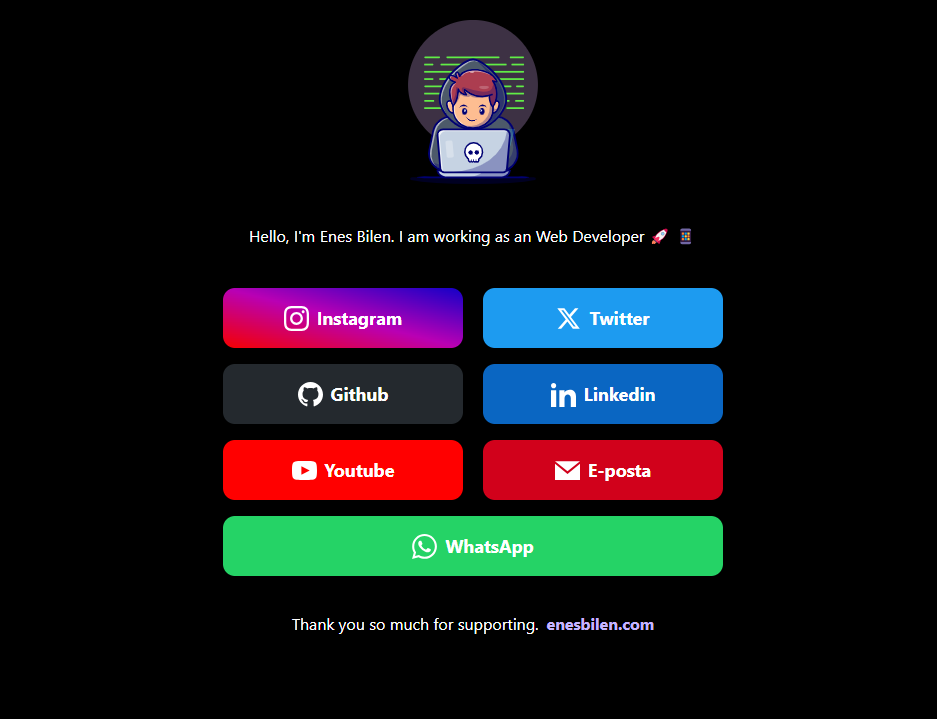 Hello, I'm Enes Bilen. I am working as an Web Developer 🚀 📱
Instagram
Twitter
Github
Linkedin
Youtube
E-posta
WhatsApp
Thank you so much for supporting. enesbilen.com